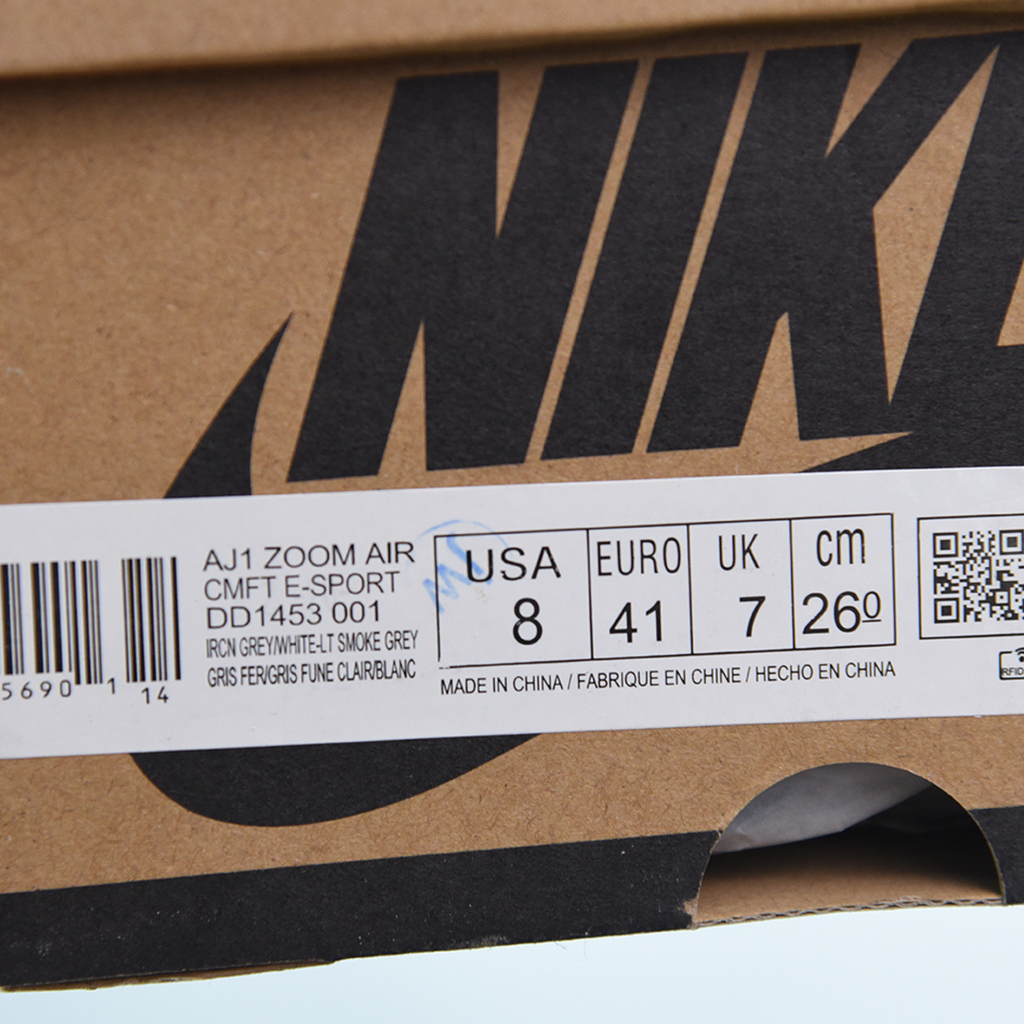 NIKE
AJ1 ZOOM AIR
CMFT E-SPORT
DD1453 001
IRCN GREY/WHITE-LT SMOKE GREY
GRIS FER/GRIS FUNE CLAIR/BLANC
5690 1 14
USA EURO UK cm
8 41 7 260
MADE IN CHINA / FABRIQUE EN CHINE / HECHO EN CHINA
RFID